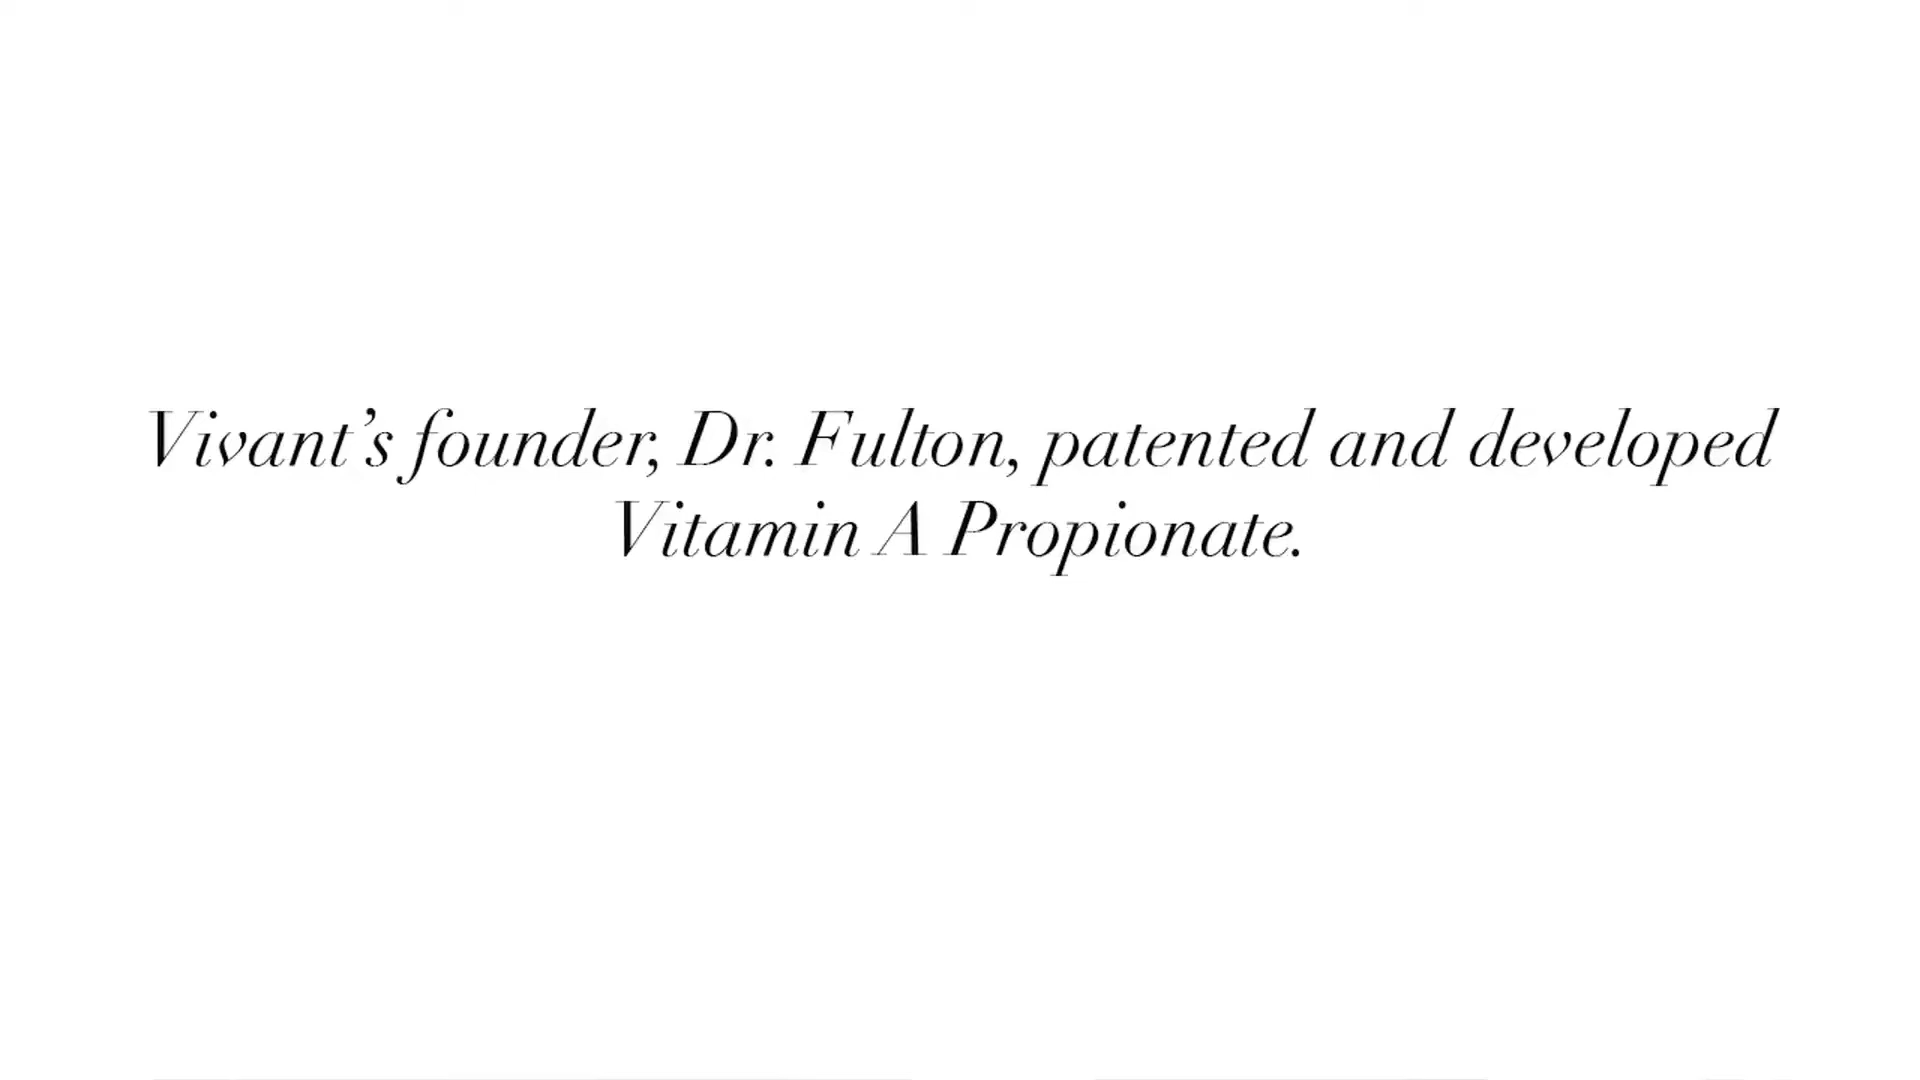 Vivant’s founder, Dr. Fulton, patented and developed
Vitamin A Propionate.